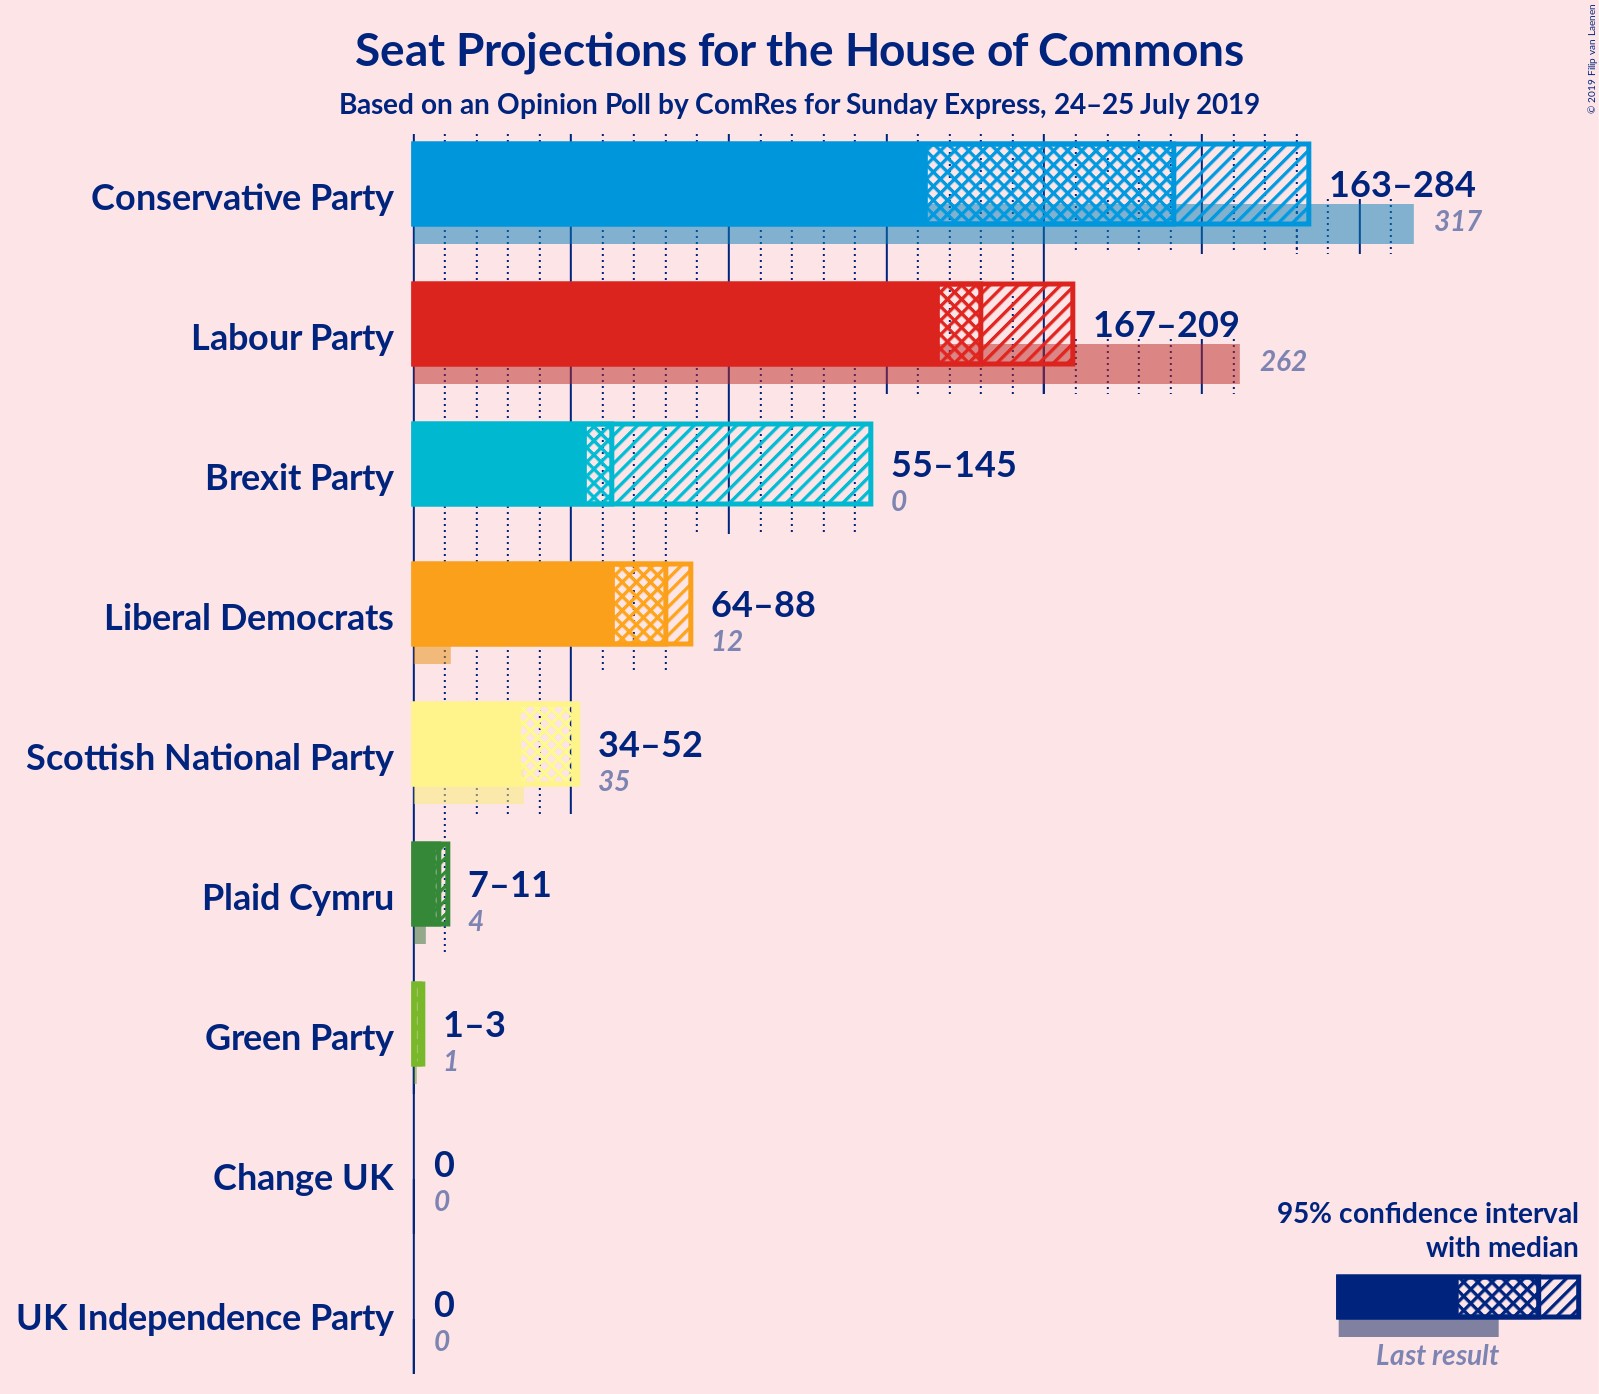 Seat Projections for the House of Commons
Based on an Opinion Poll by ComRes for Sunday Express, 24–25 July 2019
© 2019 Filip van Laenen
Conservative Party
163–284
317
Labour Party
167–209
262
Brexit Party
55–145
0
Liberal Democrats
64–88
12
Scottish National Party
34–52
35
Plaid Cymru
7–11
4
Green Party
1–3
1
Change UK
0
0
UK Independence Party
0
0
95% confidence interval
with median
Last result